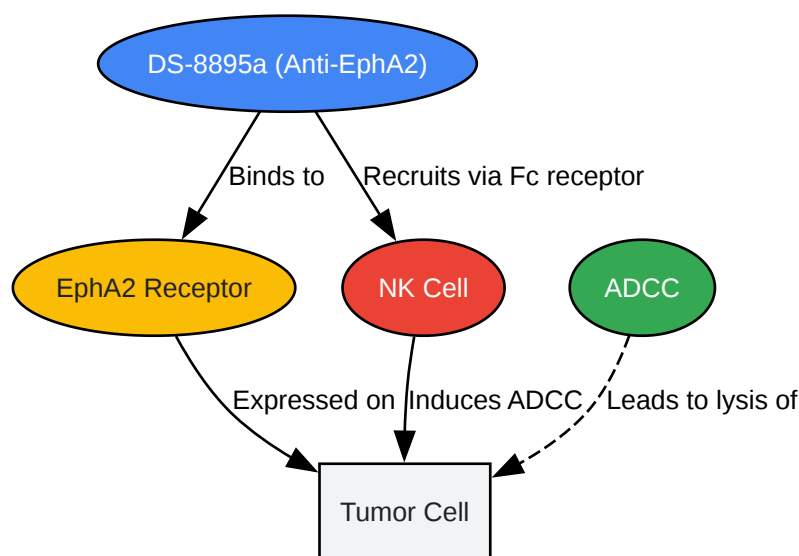 DS-8895a (Anti-EphA2)
Binds to
Recruits via Fc receptor
EphA2 Receptor
NK Cell
ADCC
Expressed on
Induces ADCC
Leads to lysis of
Tumor Cell